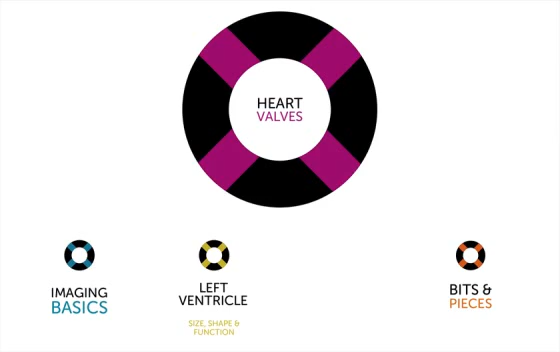 HEART
VALVES
IMAGING
BASICS
LEFT
VENTRICLE
SIZE, SHAPE &
FUNCTION
BITS &
PIECES